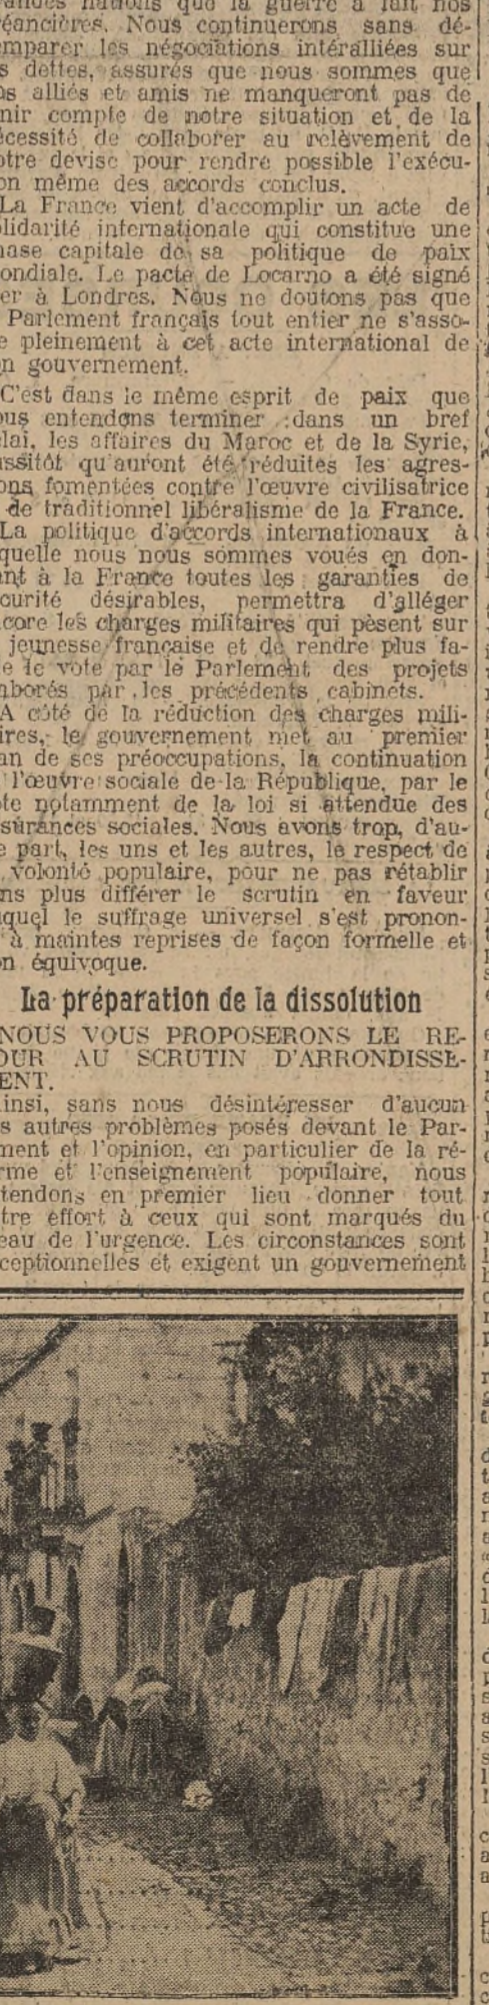 nations que la guerre a fait nos
éancières. Nous continuerons sans dé-
emparer les négociations intéralliées sur
s dettes, assurés que nous sommes que
os alliés et amis ne manqueront pas de
nir compte de notre situation et de la
écessité de collaborer au relèvement de
otre devise pour rendre possible l'exécu-
on même des accords conclus.
La France vient d'accomplir un acte de
olidarité internationale qui constitue une
hase capitale de sa politique de paix
ondiale. Le pacte de Locarno a été signé
er à Londres. Nous ne doutons pas que
Parlement français tout entier ne s'asso-
e pleinement à cet acte international de
on gouvernement.
C'est dans le même esprit de paix que
ous entendons terminer dans un bref
élai, les affaires du Maroc et de la Syrie,
ussitôt qu'auront été réduites les agres-
ons fomentées contre l'œuvre civilisatrice
de traditionnel libéralisme de la France.
La politique d'accords internationaux à
quelle nous nous sommes voués en don-
ant à la France toutes les garanties de
curité désirables, permettra d'alléger
core les charges militaires qui pèsent sur
jeunesse française et de rendre plus fa-
e le vote par le Parlement des projets
aborés par les précédents cabinets.
A côté de la réduction des charges mili-
ires, le gouvernement met au premier
an de ses préoccupations, la continuation
l'œuvre sociale de la République, par le
te notamment de la loi si attendue des
surances sociales. Nous avons trop, d'au-
e part, les uns et les autres, le respect de
volonté populaire, pour ne pas rétablir
ns plus différer le scrutin en faveur
uquel le suffrage universel s'est pronon-
à maintes reprises de façon formelle et
on équivoque.
La préparation de la dissolution
NOUS VOUS PROPOSERONS LE RE-
OUR AU SCRUTIN D'ARRONDISSE-
ENT.
insi, sans nous désintéresser d'aucun
s autres problèmes posés devant le Par-
ment et l'opinion, en particulier de la ré-
rme et l'enseignement populaire, nous
tendons en premier lieu donner tout
tre effort à ceux qui sont marqués du
eau de l'urgence. Les circonstances sont
ceptionnelles et exigent un gouvernement